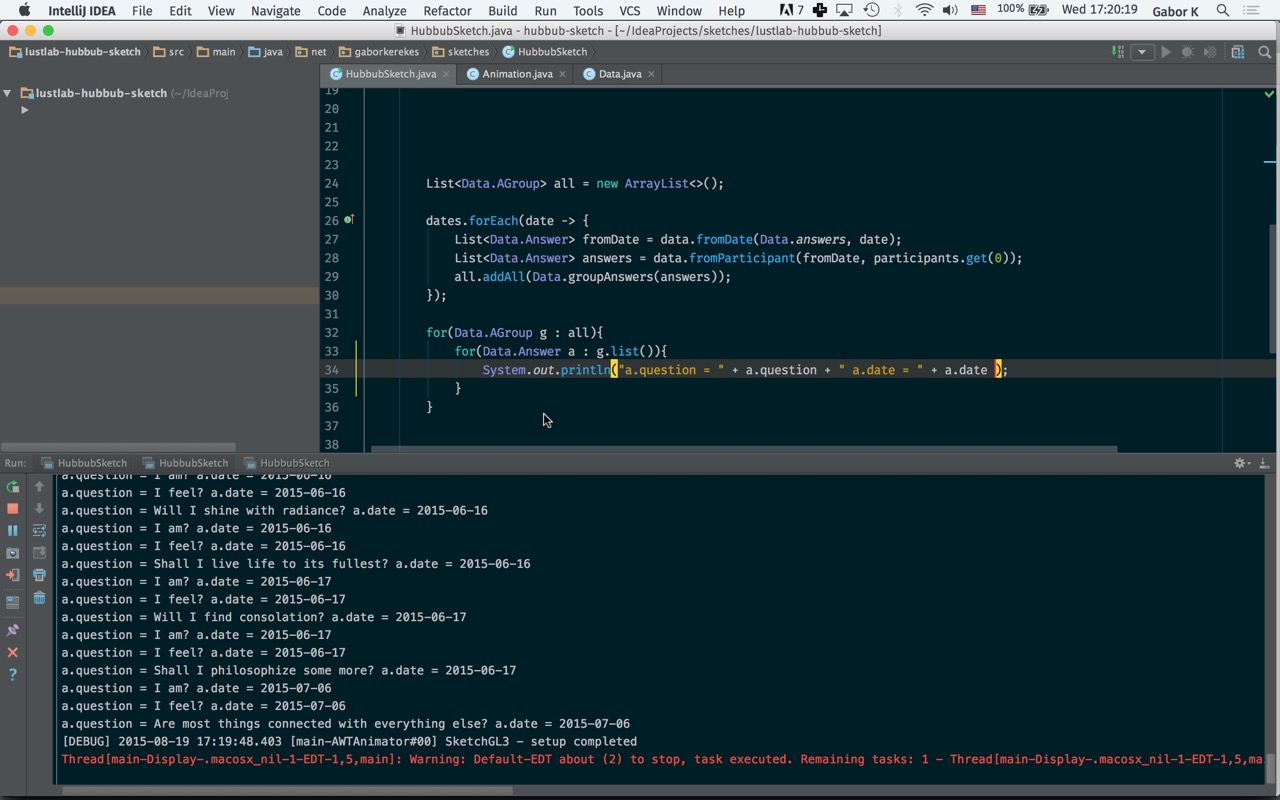 IntelliJ IDEA File Edit View Navigate Code Analyze Refactor Build Run Tools VCS Window Help 7 100% Wed 17:20:19 Gabor K
HubbubSketch.java - hubbub-sketch - [~/IdeaProjects/sketches/lustlab-hubbub-sketch]
lustlab-hubbub-sketch src main java net gaborkerekes sketches HubbubSketch
HubbubSketch.java Animation.java Data.java
lustlab-hubbub-sketch (~/IdeaProj
19
20
21
22
23
24 List<Data.AGroup> all = new ArrayList<>();
25
26 dates.forEach(date -> {
27 List<Data.Answer> fromDate = data.fromDate(Data.answers, date);
28 List<Data.Answer> answers = data.fromParticipant(fromDate, participants.get(0));
29 all.addAll(Data.groupAnswers(answers));
30 });
31
32 for(Data.AGroup g : all){
33 for(Data.Answer a : g.list()){
34 System.out.println("a.question = " + a.question + " a.date = " + a.date );
35 }
36 }
37
38
Run: HubbubSketch HubbubSketch HubbubSketch
a.question = I am? a.date = 2015-06-16
a.question = I feel? a.date = 2015-06-16
a.question = Will I shine with radiance? a.date = 2015-06-16
a.question = I am? a.date = 2015-06-16
a.question = I feel? a.date = 2015-06-16
a.question = Shall I live life to its fullest? a.date = 2015-06-16
a.question = I am? a.date = 2015-06-17
a.question = I feel? a.date = 2015-06-17
a.question = Will I find consolation? a.date = 2015-06-17
a.question = I am? a.date = 2015-06-17
a.question = I feel? a.date = 2015-06-17
a.question = Shall I philosophize some more? a.date = 2015-06-17
a.question = I am? a.date = 2015-07-06
a.question = I feel? a.date = 2015-07-06
a.question = Are most things connected with everything else? a.date = 2015-07-06
[DEBUG] 2015-08-19 17:19:48.403 [main-AWTAnimator#00] SketchGL3 - setup completed
Thread[main-Display-.macosx_nil-1-EDT-1,5,main]: Warning: Default-EDT about (2) to stop, task executed. Remaining tasks: 1 - Thread[main-Display-.macosx_nil-1-EDT-1,5,ma